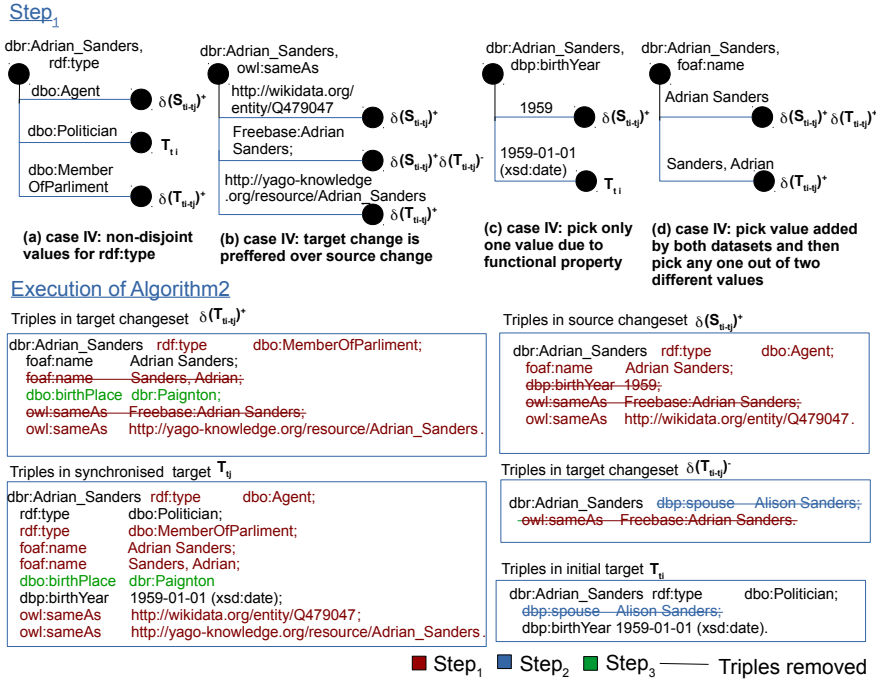 Step1
dbr:Adrian_Sanders,
rdf:type
dbo:Agent
δ(Sti-tj)+
dbo:Politician
Tti
dbo:Member
OfParliment
δ(Tti-tj)+
(a) case IV: non-disjoint
values for rdf:type
dbr:Adrian_Sanders,
owl:sameAs
http://wikidata.org/
entity/Q479047
δ(Sti-tj)+
Freebase:Adrian
Sanders;
δ(Sti-tj)+δ(Tti-tj)-
http://yago-knowledge
.org/resource/Adrian_Sanders
δ(Tti-tj)+
(b) case IV: target change is
preffered over source change
dbr:Adrian_Sanders,
dbp:birthYear
1959
δ(Sti-tj)+
1959-01-01
(xsd:date)
Tti
(c) case IV: pick only
one value due to
functional property
dbr:Adrian_Sanders,
foaf:name
Adrian Sanders
δ(Sti-tj)+δ(Tti-tj)+
Sanders, Adrian
δ(Tti-tj)+
(d) case IV: pick value added
by both datasets and then
pick any one out of two
different values
Execution of Algorithm2
Triples in target changeset δ(Tti-tj)+
dbr:Adrian_Sanders rdf:type dbo:MemberOfParliment;
foaf:name Adrian Sanders;
foaf:name Sanders, Adrian;
dbo:birthPlace dbr:Paignton;
owl:sameAs Freebase:Adrian Sanders;
owl:sameAs http://yago-knowledge.org/resource/Adrian_Sanders.
Triples in source changeset δ(Sti-tj)+
dbr:Adrian_Sanders rdf:type dbo:Agent;
foaf:name Adrian Sanders;
dbp:birthYear 1959;
owl:sameAs Freebase:Adrian Sanders;
owl:sameAs http://wikidata.org/entity/Q479047.
Triples in synchronised target Ttj
dbr:Adrian_Sanders rdf:type dbo:Agent;
rdf:type dbo:Politician;
rdf:type dbo:MemberOfParliment;
foaf:name Adrian Sanders;
foaf:name Sanders, Adrian;
dbo:birthPlace dbr:Paignton
dbp:birthYear 1959-01-01 (xsd:date);
owl:sameAs http://wikidata.org/entity/Q479047;
owl:sameAs http://yago-knowledge.org/resource/Adrian_Sanders.
Triples in target changeset δ(Tti-tj)-
dbr:Adrian_Sanders dbp:spouse Alison Sanders;
owl:sameAs Freebase:Adrian Sanders.
Triples in initial target Tti
dbr:Adrian_Sanders rdf:type dbo:Politician;
dbp:spouse Alison Sanders;
dbp:birthYear 1959-01-01 (xsd:date).
Step1 Step2 Step3 Triples removed